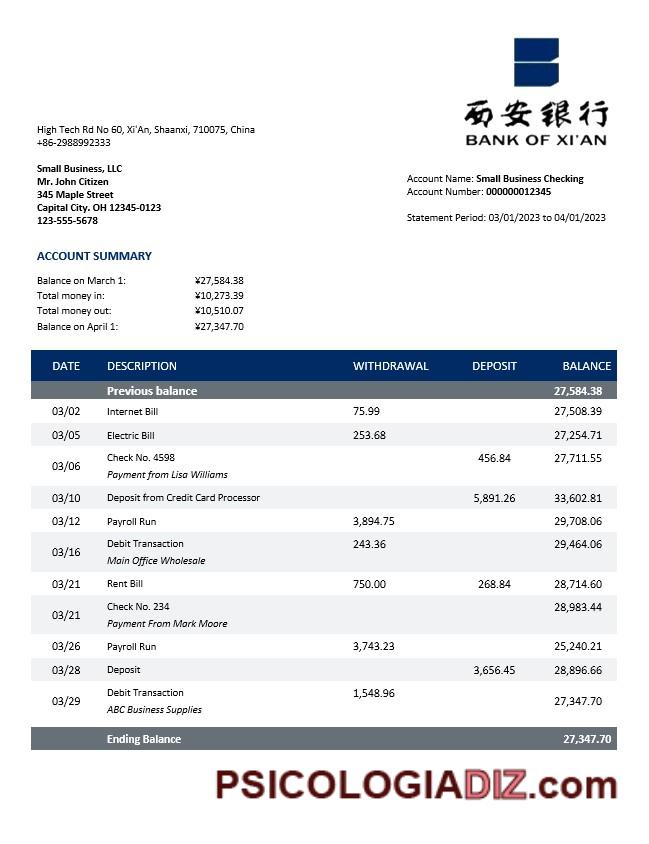 西安银行
BANK OF XI'AN
High Tech Rd No 60, Xi'An, Shaanxi, 710075, China
+86-2988992333
Small Business, LLC
Mr. John Citizen
345 Maple Street
Capital City. OH 12345-0123
123-555-5678
Account Name: Small Business Checking
Account Number: 000000012345
Statement Period: 03/01/2023 to 04/01/2023
ACCOUNT SUMMARY
Balance on March 1: ¥27,584.38
Total money in: ¥10,273.39
Total money out: ¥10,510.07
Balance on April 1: ¥27,347.70
DATE DESCRIPTION WITHDRAWAL DEPOSIT BALANCE
Previous balance 27,584.38
03/02 Internet Bill 75.99 27,508.39
03/05 Electric Bill 253.68 27,254.71
03/06 Check No. 4598 456.84 27,711.55
Payment from Lisa Williams
03/10 Deposit from Credit Card Processor 5,891.26 33,602.81
03/12 Payroll Run 3,894.75 29,708.06
03/16 Debit Transaction 243.36 29,464.06
Main Office Wholesale
03/21 Rent Bill 750.00 268.84 28,714.60
03/21 Check No. 234 28,983.44
Payment From Mark Moore
03/26 Payroll Run 3,743.23 25,240.21
03/28 Deposit 3,656.45 28,896.66
03/29 Debit Transaction 1,548.96 27,347.70
ABC Business Supplies
Ending Balance 27,347.70
PSICOLOGIADIZ.com